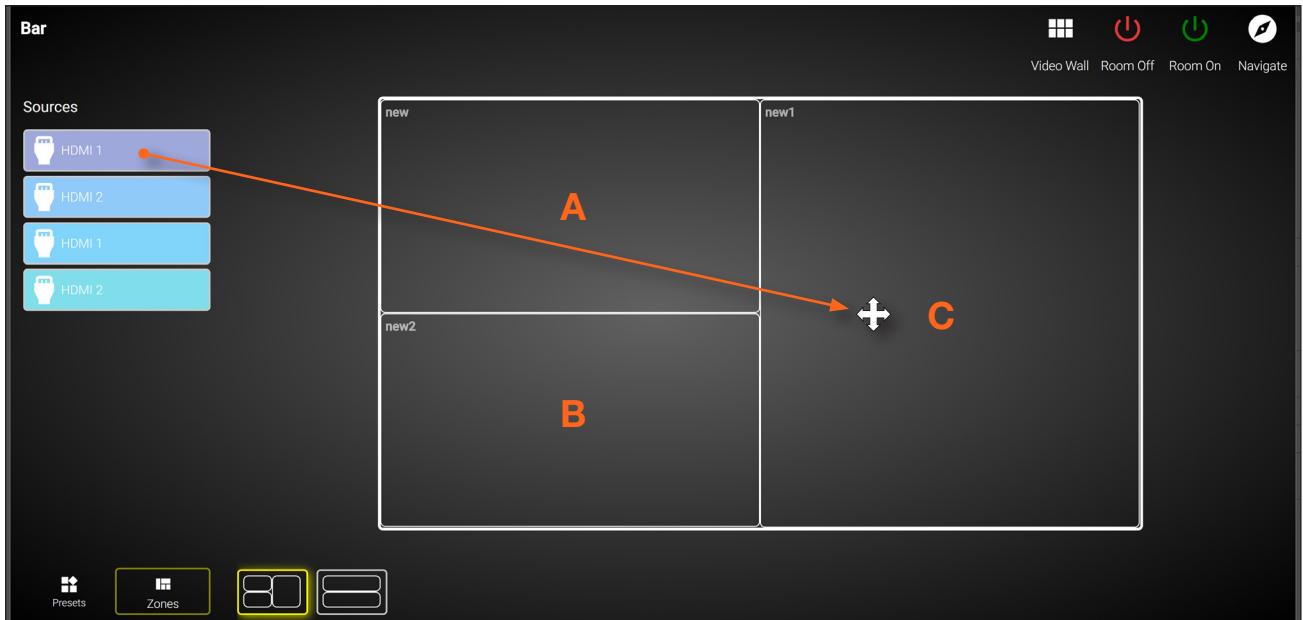 Bar
Video Wall
Room Off
Room On
Navigate
Sources
HDMI 1
HDMI 2
HDMI 1
HDMI 2
new
new1
A
C
new2
B
Presets
Zones